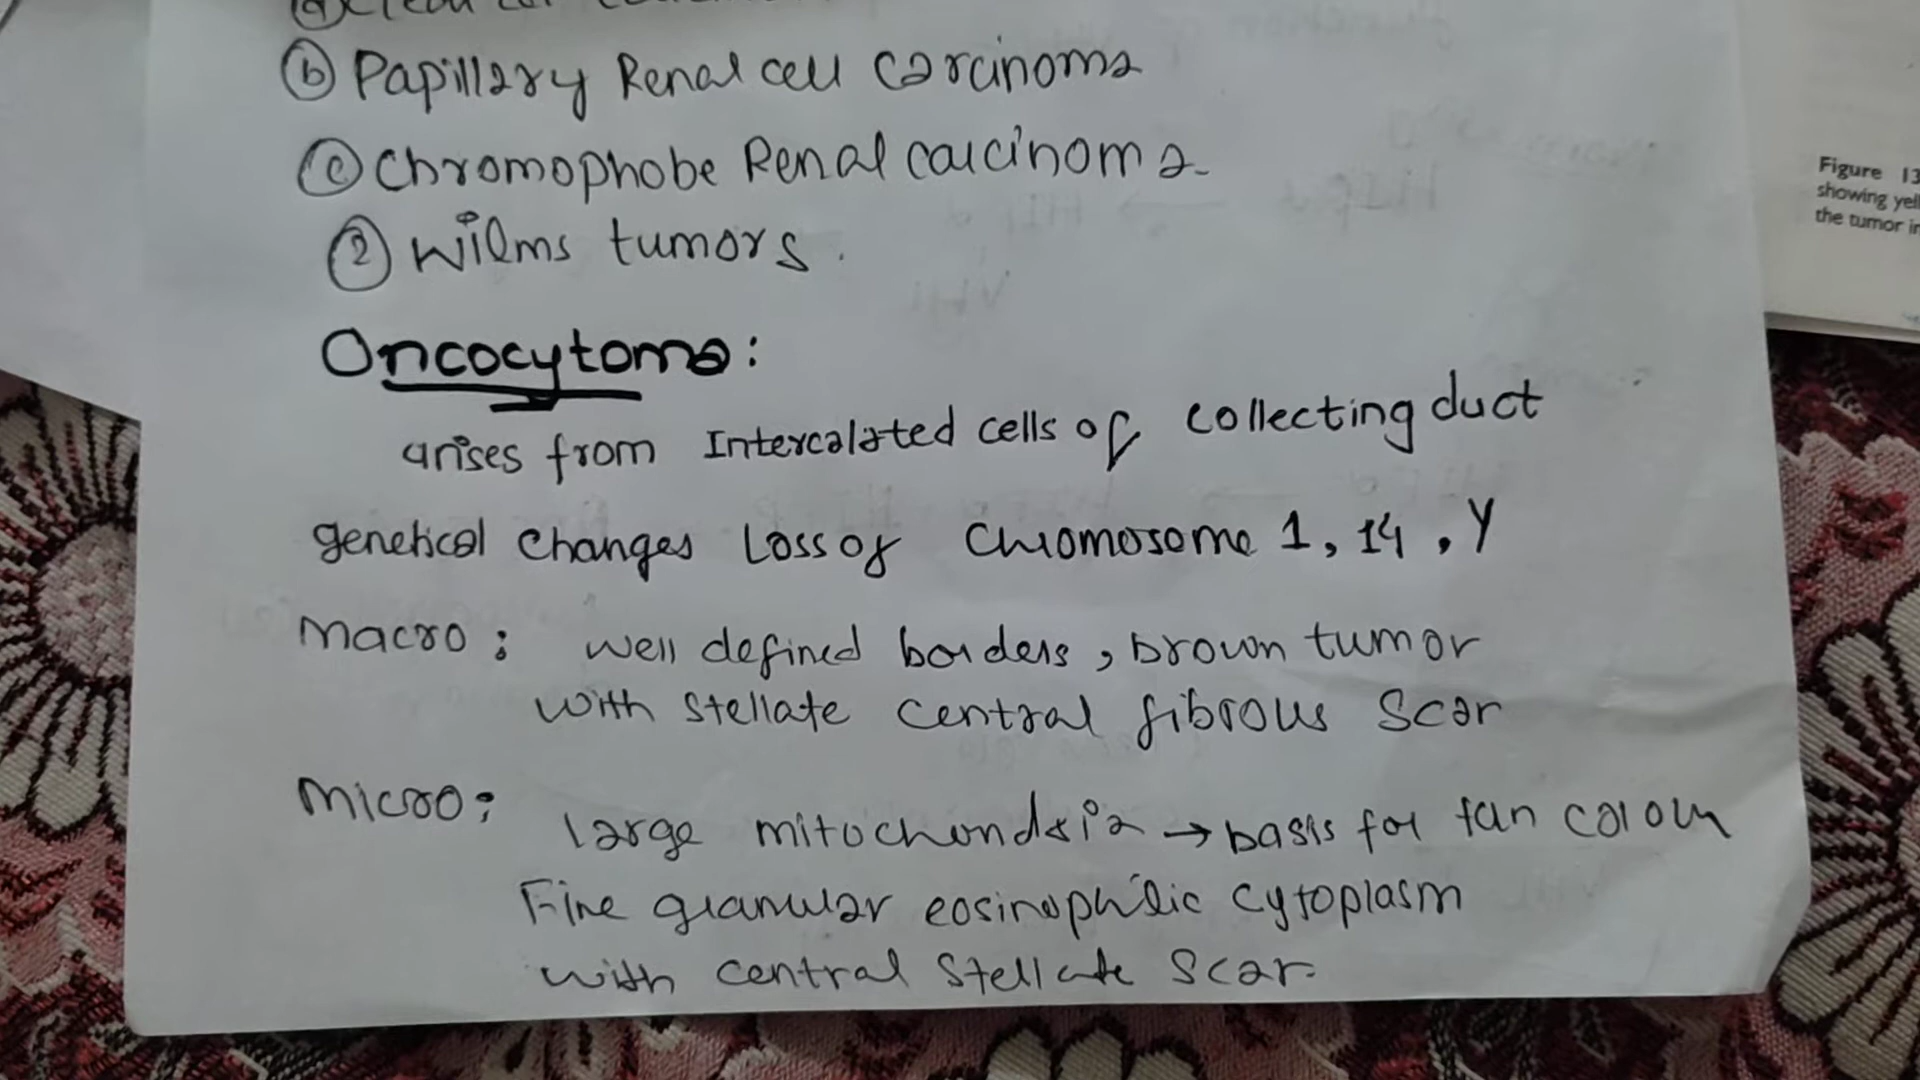 ⓑ Papillary Renal cell carcinoma
ⓒ Chromophobe Renal carcinoma
② Wilms tumors.
Oncocytoma:
arises from Intercalated cells of collecting duct
genetical changes Loss of Chromosome 1, 14, Y
Macro: well defined borders, brown tumor
with stellate central fibrous scar
Micro: large mitochondria → basis for tan colour
Fine granular eosinophilic cytoplasm
with central stellate scar.
Figure 13
showing yell
the tumor in